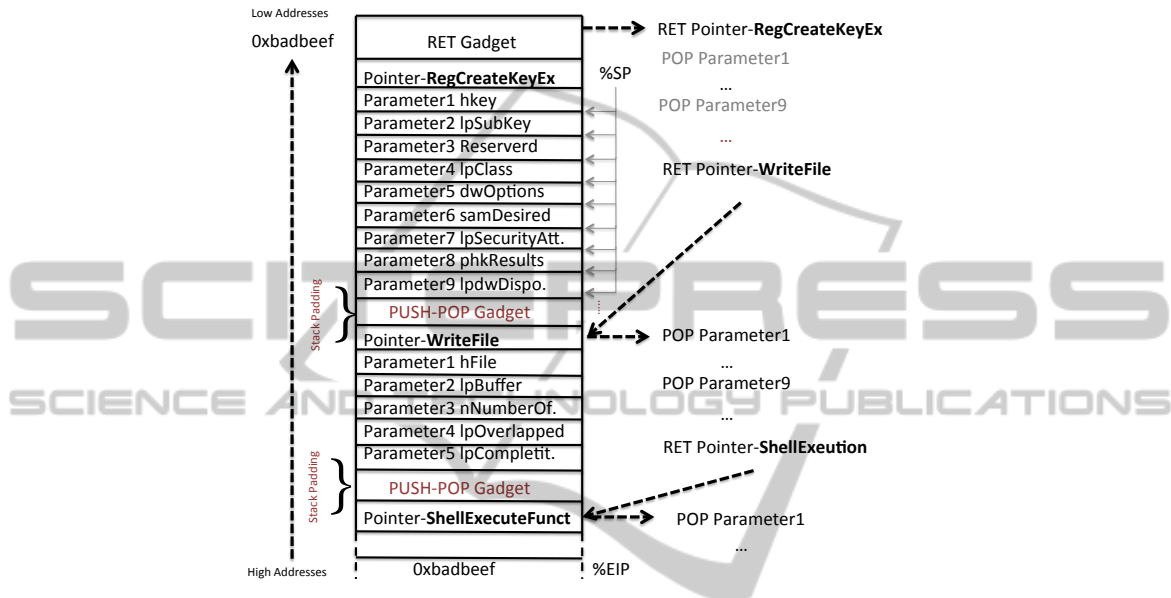 Low Addresses
0xbadbeef
RET Gadget
RET Pointer-RegCreateKeyEx
POP Parameter1
...
POP Parameter9
...
RET Pointer-WriteFile
%SP
Pointer-RegCreateKeyEx
Parameter1 hkey
Parameter2 lpSubKey
Parameter3 Reserverd
Parameter4 lpClass
Parameter5 dwOptions
Parameter6 samDesired
Parameter7 lpSecurityAtt.
Parameter8 phkResults
Parameter9 lpdwDispo.
Stack Padding
PUSH-POP Gadget
....
Pointer-WriteFile
POP Parameter1
...
POP Parameter9
...
RET Pointer-ShellExeution
Parameter1 hFile
Parameter2 lpBuffer
Parameter3 nNumberOf.
Parameter4 lpOverlapped
Parameter5 lpCompletit.
Stack Padding
PUSH-POP Gadget
Pointer-ShellExecuteFunct
POP Parameter1
...
High Addresses
0xbadbeef
%EIP
SCITEPRESS
SCIENCE AND TECHNOLOGY PUBLICATIONS